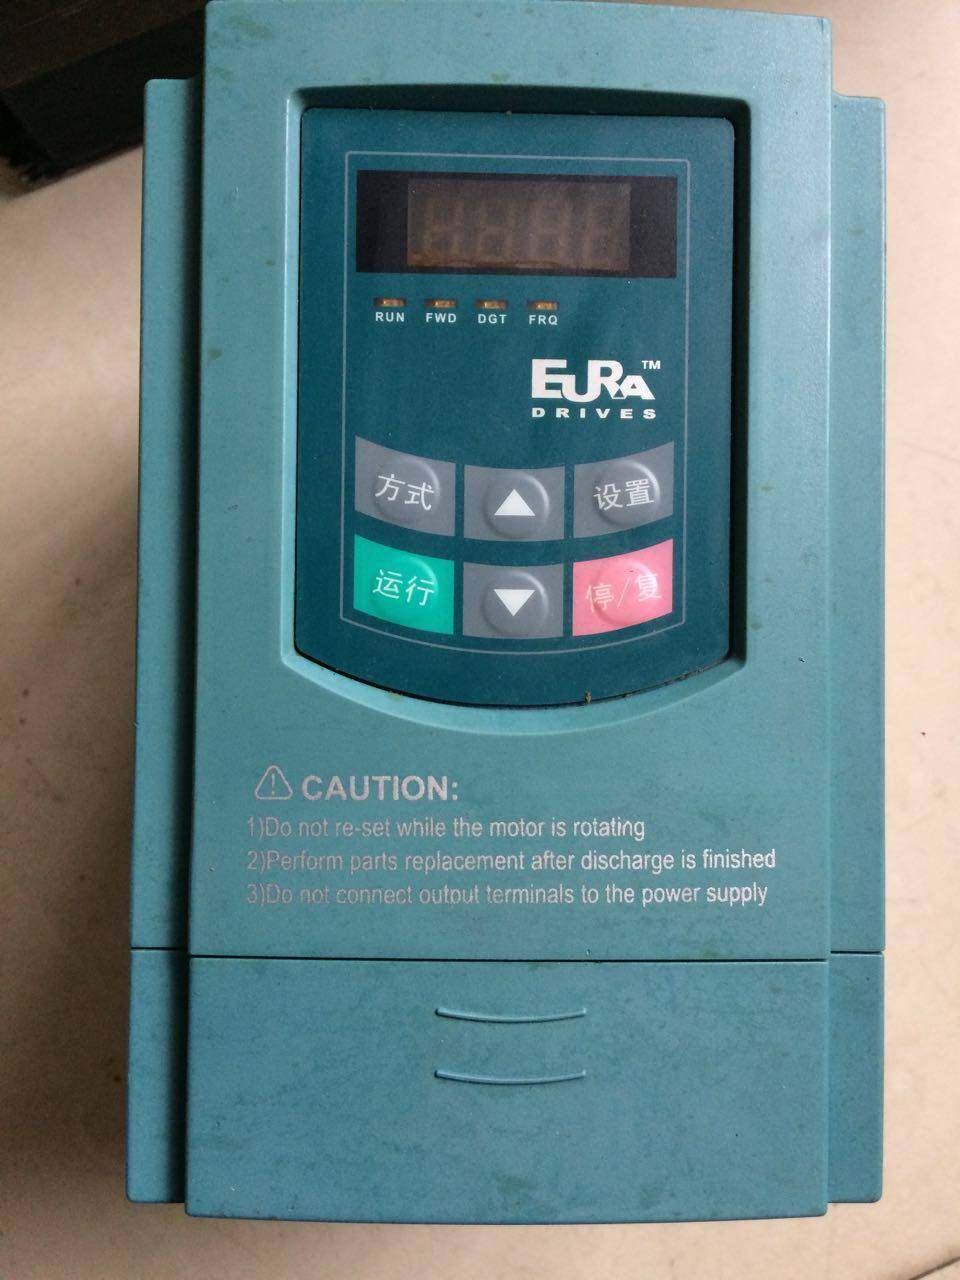 RUN FWD DGT FRQ
EURA™
DRIVES
方式 设置
运行 停/复
⚠ CAUTION:
1)Do not re-set while the motor is rotating
2)Perform parts replacement after discharge is finished
3)Do not connect output terminals to the power supply